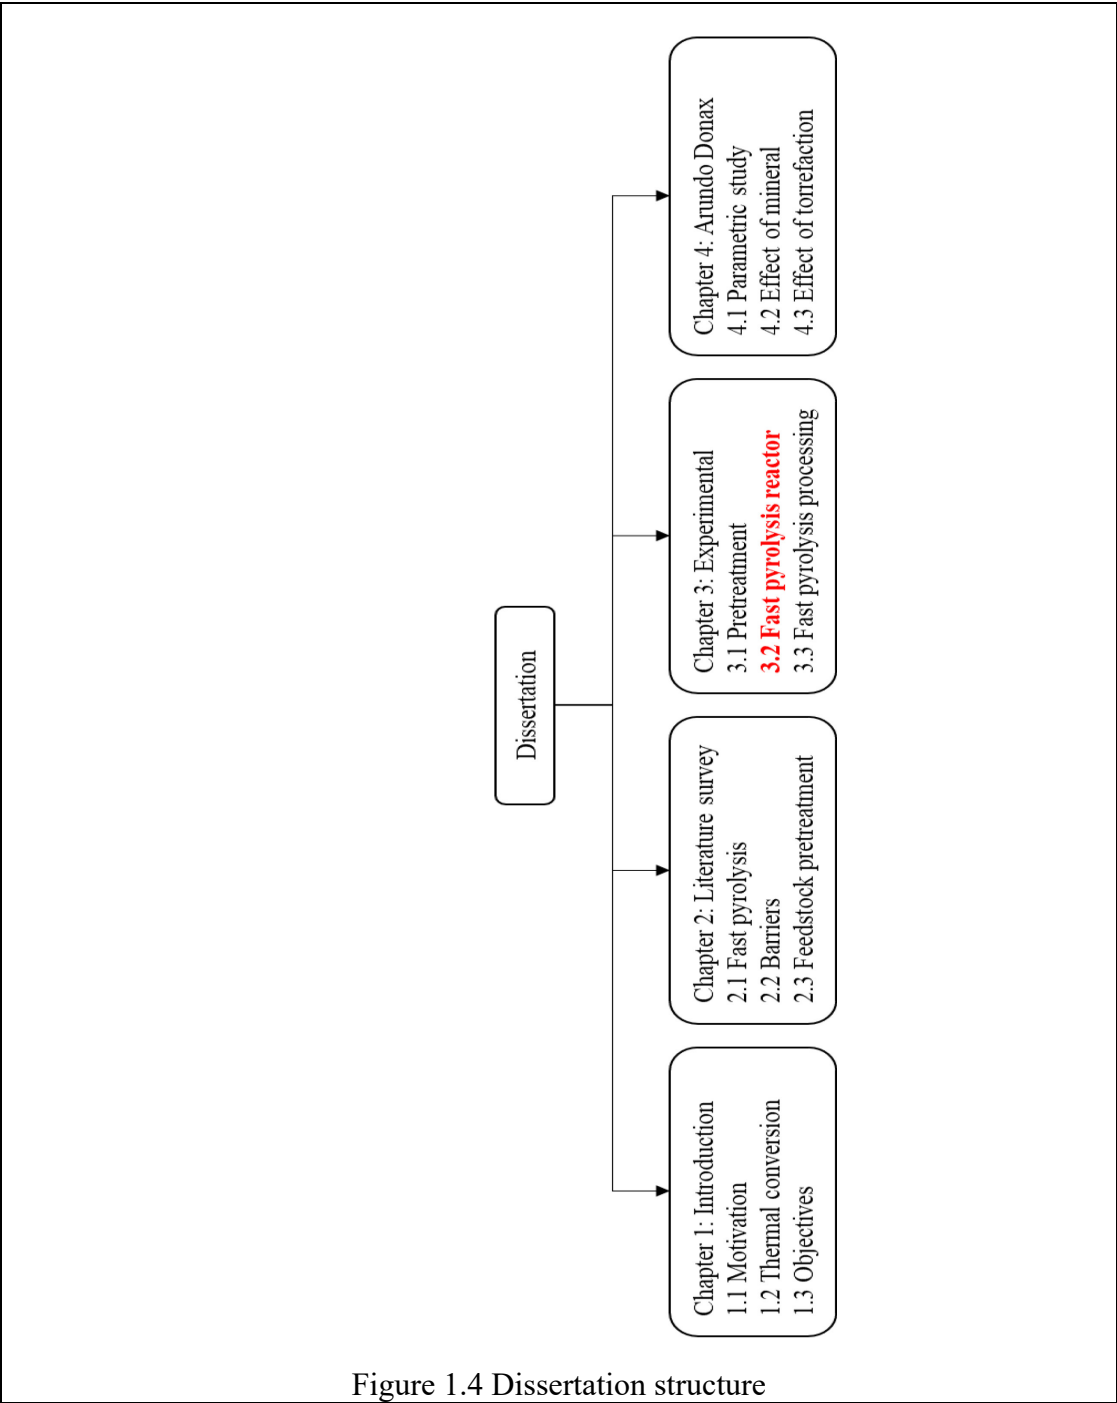 Dissertation
Chapter 1: Introduction
1.1 Motivation
1.2 Thermal conversion
1.3 Objectives
Chapter 2: Literature survey
2.1 Fast pyrolysis
2.2 Barriers
2.3 Feedstock pretreatment
Chapter 3: Experimental
3.1 Pretreatment
3.2 Fast pyrolysis reactor
3.3 Fast pyrolysis processing
Chapter 4: Arundo Donax
4.1 Parametric study
4.2 Effect of mineral
4.3 Effect of torrefaction
Figure 1.4 Dissertation structure